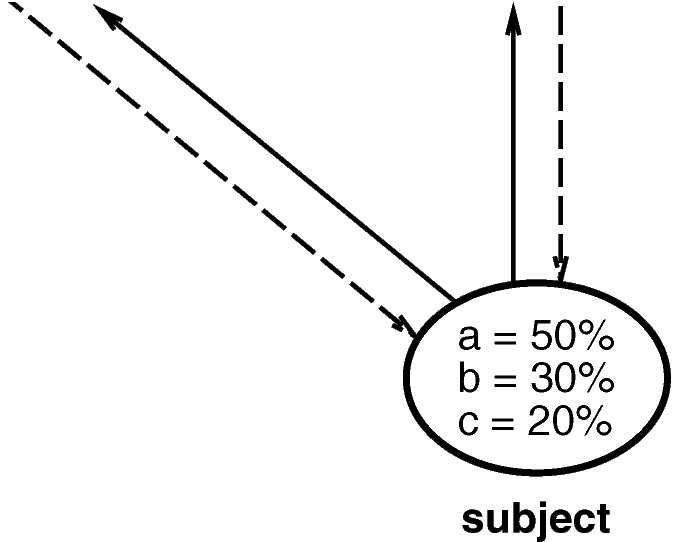 a = 50%
b = 30%
c = 20%
subject